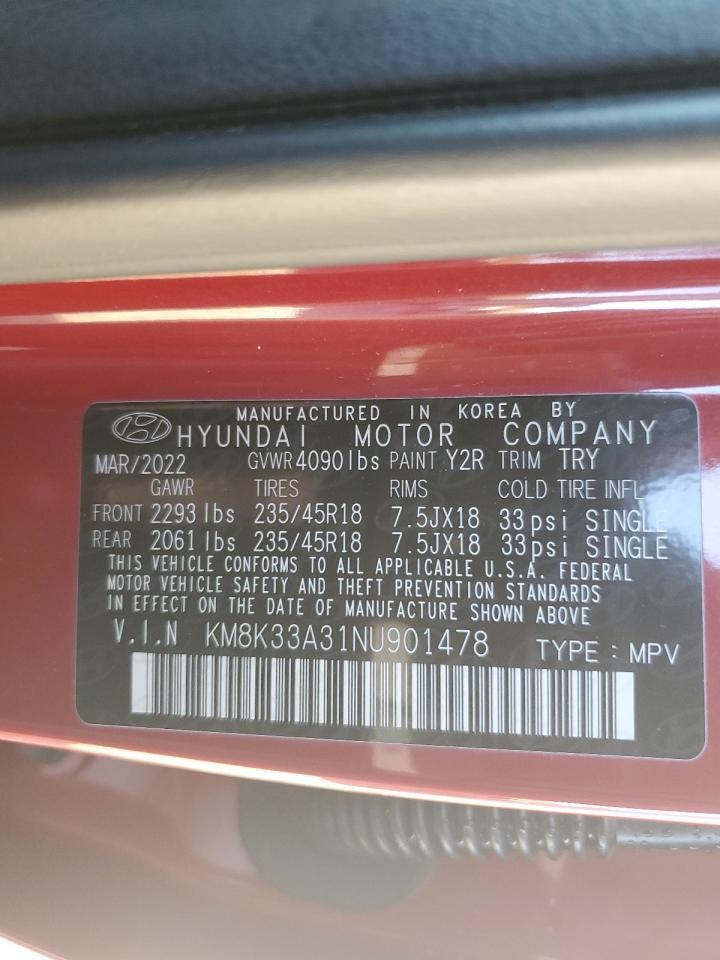 MANUFACTURED IN KOREA BY
HYUNDAI MOTOR COMPANY
MAR/2022 GVWR 4090 lbs PAINT Y2R TRIM TRY
GAWR TIRES RIMS COLD TIRE INFL
FRONT 2293 lbs 235/45R18 7.5JX18 33psi SINGLE
REAR 2061 lbs 235/45R18 7.5JX18 33psi SINGLE
THIS VEHICLE CONFORMS TO ALL APPLICABLE U.S.A. FEDERAL
MOTOR VEHICLE SAFETY AND THEFT PREVENTION STANDARDS
IN EFFECT ON THE DATE OF MANUFACTURE SHOWN ABOVE
V.I.N KM8K33A31NU901478 TYPE : MPV